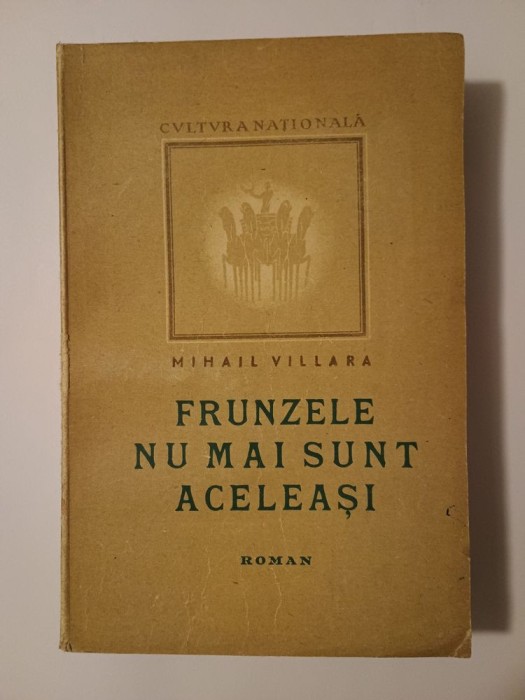 CVLTVRA NAȚIONALĂ
MIHAIL VILLARA
FRUNZELE
NU MAI SUNT
ACELEAȘI
ROMAN